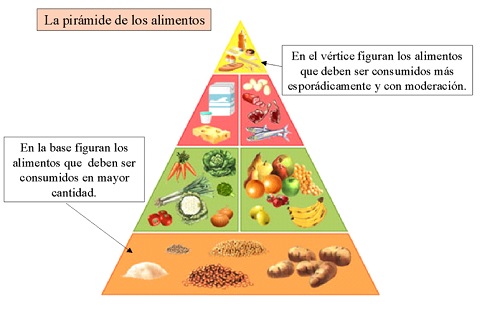 La pirámide de los alimentos
En el vértice figuran los alimentos
que deben ser consumidos más
esporádicamente y con moderación.
En la base figuran los
alimentos que deben ser
consumidos en mayor
cantidad.